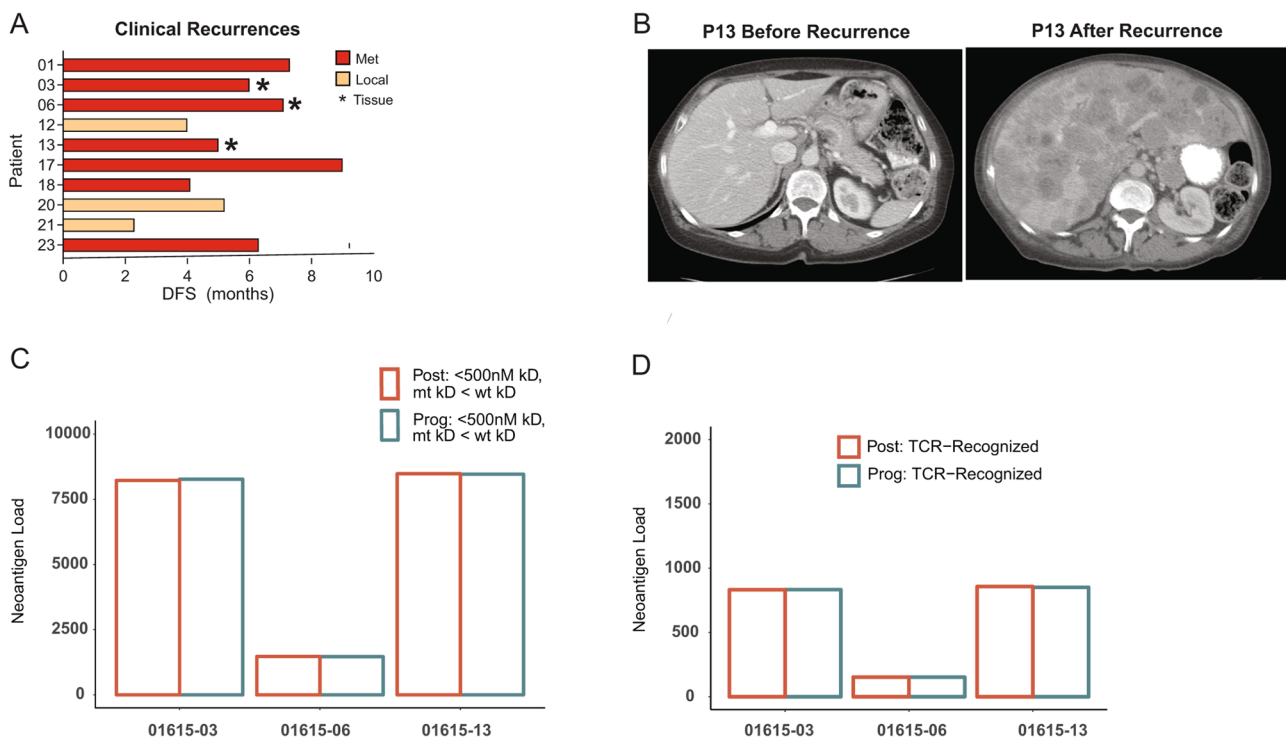 A
Clinical Recurrences
Met
Local
* Tissue
Patient
01
03 *
06 *
12
13 *
17
18
20
21
23
0 2 4 6 8 10
DFS (months)
B
P13 Before Recurrence
P13 After Recurrence
C
Post: <500nM kD,
mt kD < wt kD
Prog: <500nM kD,
mt kD < wt kD
Neoantigen Load
10000
7500
5000
2500
0
01615-03 01615-06 01615-13
D
Post: TCR−Recognized
Prog: TCR−Recognized
Neoantigen Load
2000
1500
1000
500
0
01615-03 01615-06 01615-13